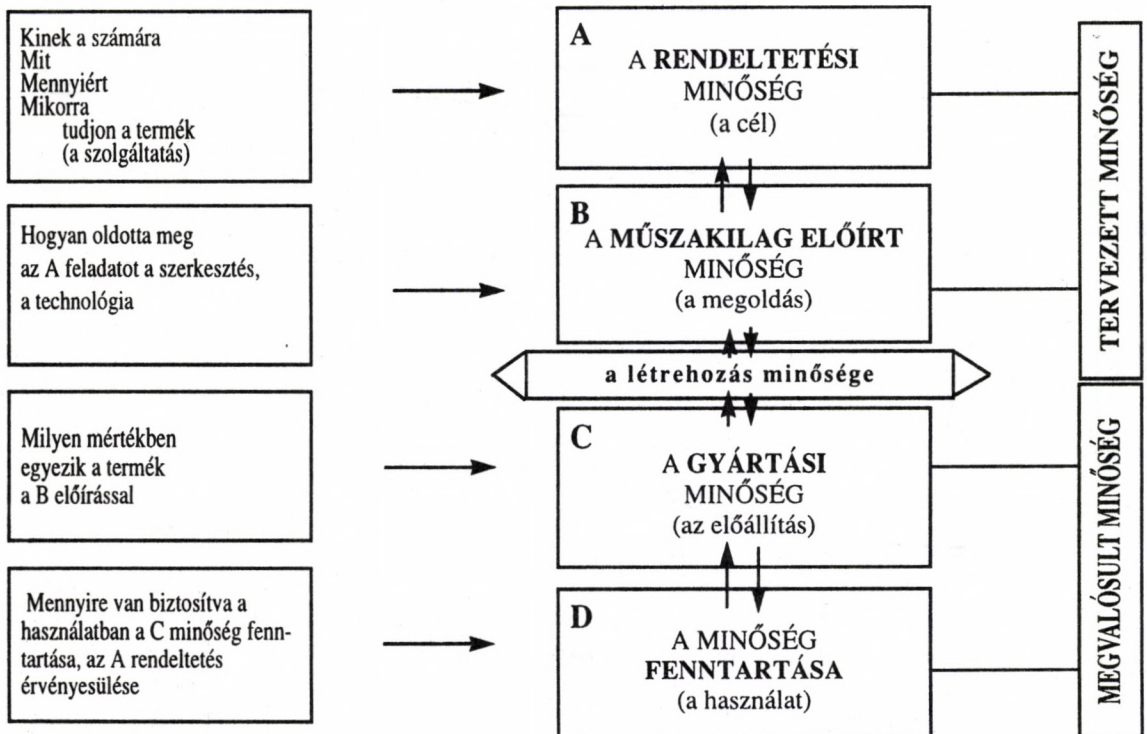 Kinek a számára
Mit
Mennyiért
Mikorra
tudjon a termék
(a szolgáltatás)
A
A RENDELTETÉSI
MINŐSÉG
(a cél)
Hogyan oldotta meg
az A feladatot a szerkesztés,
a technológia
B
A MŰSZAKILAG ELŐÍRT
MINŐSÉG
(a megoldás)
TERVEZETT MINŐSÉG
a létrehozás minősége
Milyen mértékben
egyezik a termék
a B előírással
C
A GYÁRTÁSI
MINŐSÉG
(az előállítás)
Mennyire van biztosítva a
használatban a C minőség fenn-
tartása, az A rendeltetés
érvényesülése
D
A MINŐSÉG
FENNTARTÁSA
(a használat)
MEGVALÓSULT MINŐSÉG